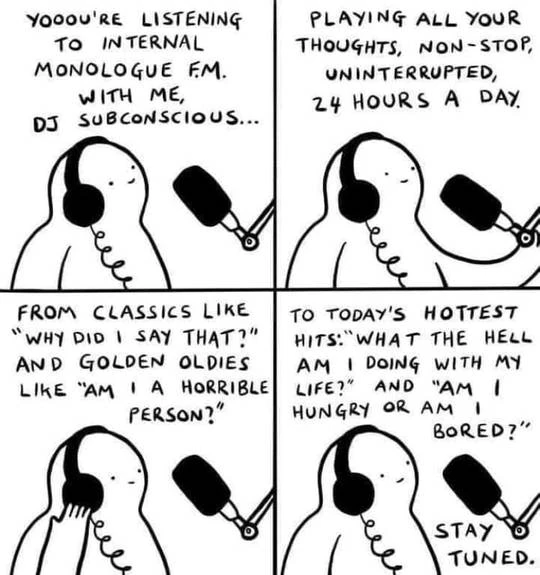 YOOOU'RE LISTENING
TO INTERNAL
MONOLOGUE F.M.
WITH ME,
DJ SUBCONSCIOUS...
PLAYING ALL YOUR
THOUGHTS, NON-STOP,
UNINTERRUPTED,
24 HOURS A DAY.
FROM CLASSICS LIKE
"WHY DID I SAY THAT?"
AND GOLDEN OLDIES
LIKE "AM I A HORRIBLE
PERSON?"
TO TODAY'S HOTTEST
HITS: "WHAT THE HELL
AM I DOING WITH MY
LIFE?" AND "AM I
HUNGRY OR AM I
BORED?"
STAY
TUNED.